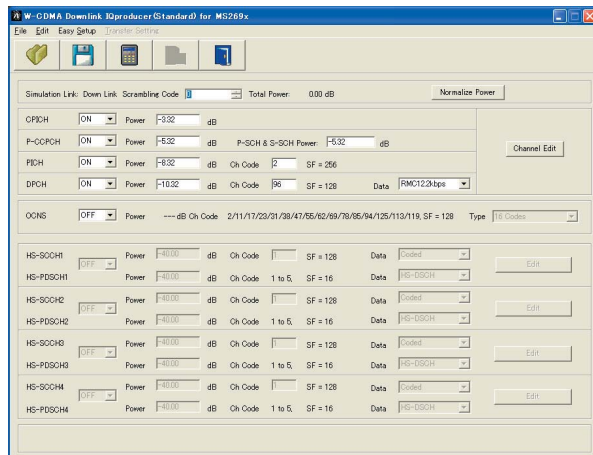 W-CDMA Downlink IQproducer(Standard) for MS269x
File Edit Easy Setup Transfer Setting
Simulation Link: Down Link Scrambling Code 0 Total Power: 0.00 dB Normalize Power
CPICH ON Power -3.32 dB
P-CCPCH ON Power -5.32 dB P-SCH & S-SCH Power: -5.32 dB Channel Edit
PICH ON Power -8.32 dB Ch Code 2 SF = 256
DPCH ON Power -10.32 dB Ch Code 96 SF = 128 Data RMC12.2kbps
OCNS OFF Power --- dB Ch Code 2/11/17/23/31/38/47/55/62/69/78/85/94/125/113/119, SF = 128 Type 16 Codes
HS-SCCH1 OFF Power -40.00 dB Ch Code 1 SF = 128 Data Coded Edit
HS-PDSCH1 Power -40.00 dB Ch Code 1 to 5, SF = 16 Data HS-DSCH
HS-SCCH2 OFF Power -40.00 dB Ch Code 1 SF = 128 Data Coded Edit
HS-PDSCH2 Power -40.00 dB Ch Code 1 to 5, SF = 16 Data HS-DSCH
HS-SCCH3 OFF Power -40.00 dB Ch Code 1 SF = 128 Data Coded Edit
HS-PDSCH3 Power -40.00 dB Ch Code 1 to 5, SF = 16 Data HS-DSCH
HS-SCCH4 OFF Power -40.00 dB Ch Code 1 SF = 128 Data Coded Edit
HS-PDSCH4 Power -40.00 dB Ch Code 1 to 5, SF = 16 Data HS-DSCH